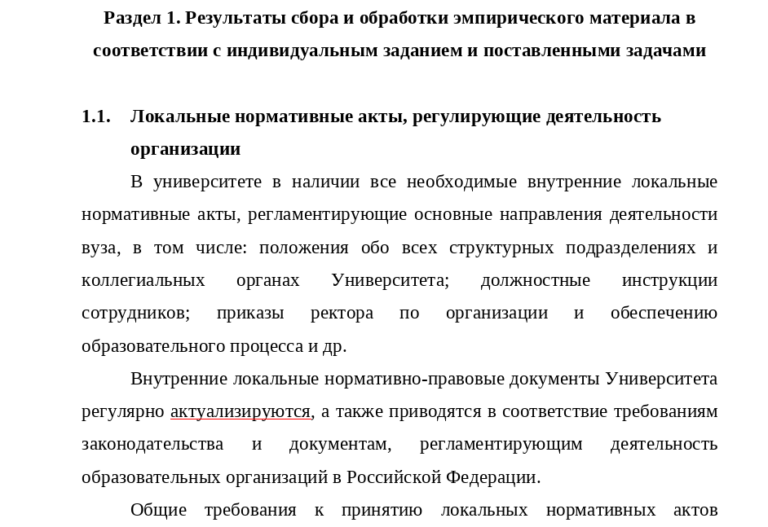 Раздел 1. Результаты сбора и обработки эмпирического материала в
соответствии с индивидуальным заданием и поставленными задачами
1.1. Локальные нормативные акты, регулирующие деятельность
организации
В университете в наличии все необходимые внутренние локальные
нормативные акты, регламентирующие основные направления деятельности
вуза, в том числе: положения обо всех структурных подразделениях и
коллегиальных органах Университета; должностные инструкции
сотрудников; приказы ректора по организации и обеспечению
образовательного процесса и др.
Внутренние локальные нормативно-правовые документы Университета
регулярно актуализируются, а также приводятся в соответствие требованиям
законодательства и документам, регламентирующим деятельность
образовательных организаций в Российской Федерации.
Общие требования к принятию локальных нормативных актов